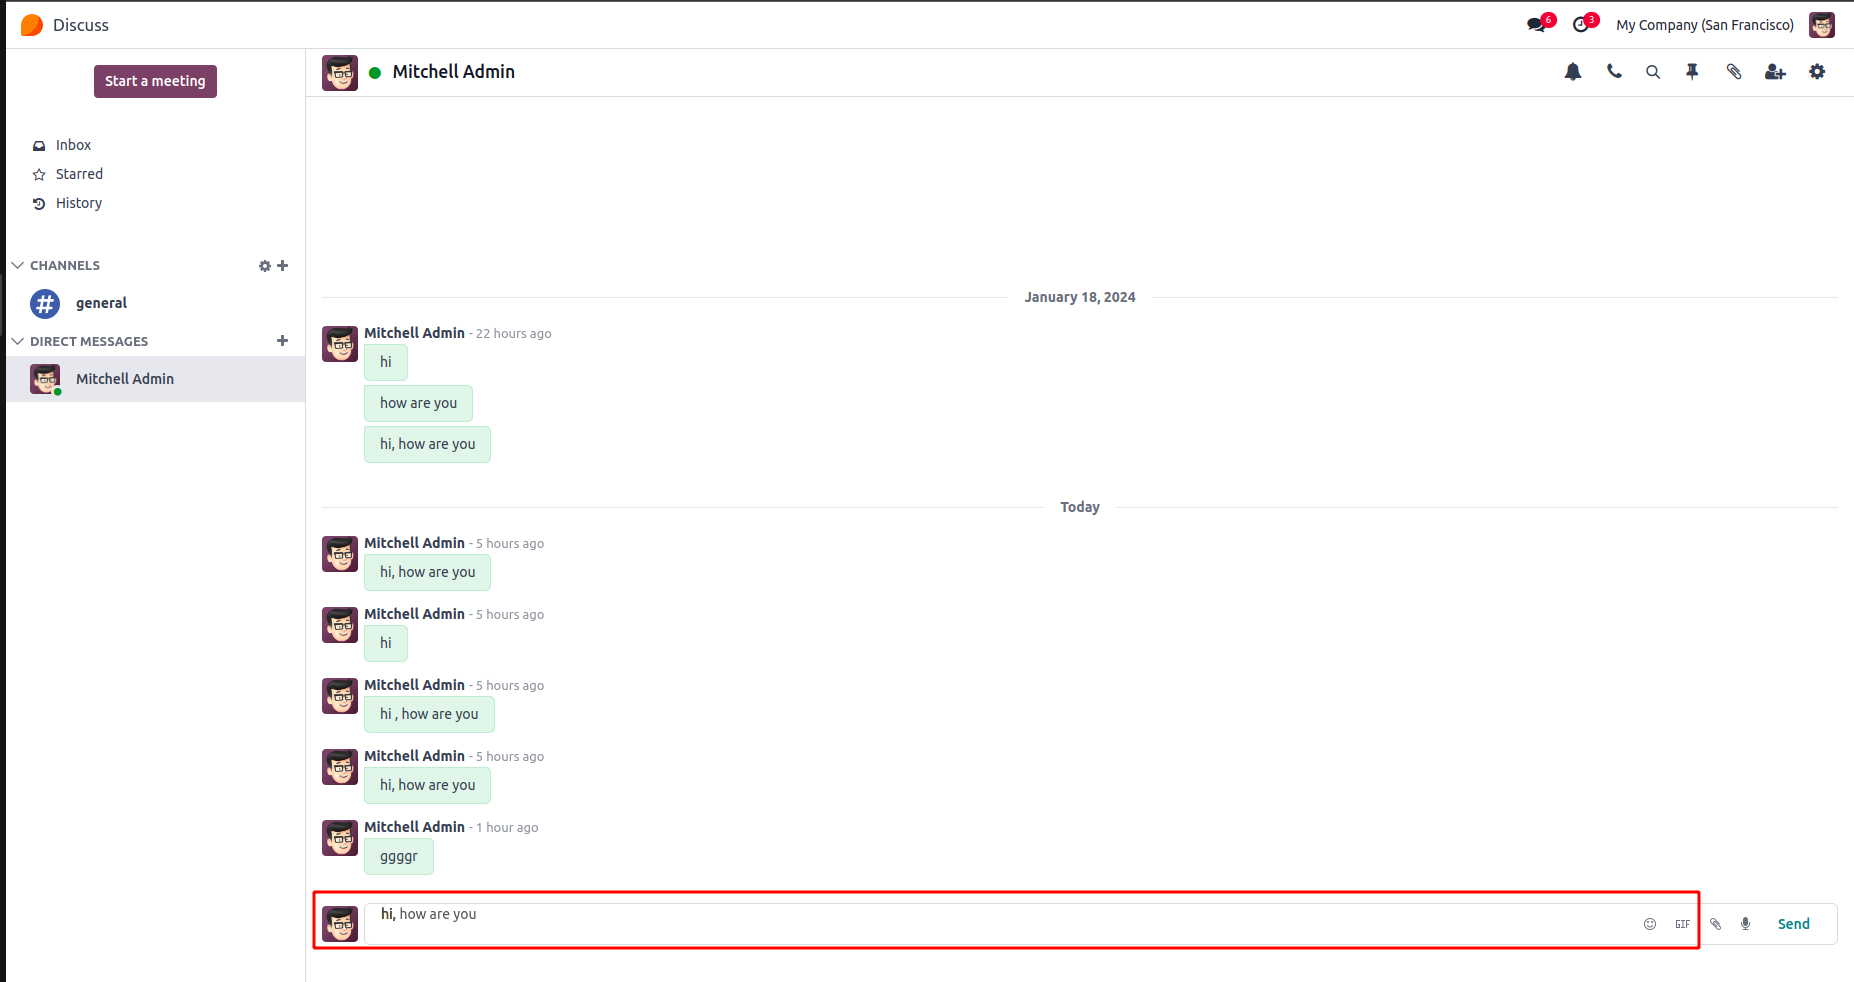 Discuss
6
3
My Company (San Francisco)
Start a meeting
Inbox
Starred
History
CHANNELS
general
DIRECT MESSAGES
Mitchell Admin
Mitchell Admin
January 18, 2024
Mitchell Admin - 22 hours ago
hi
how are you
hi, how are you
Today
Mitchell Admin - 5 hours ago
hi, how are you
Mitchell Admin - 5 hours ago
hi
Mitchell Admin - 5 hours ago
hi , how are you
Mitchell Admin - 5 hours ago
hi, how are you
Mitchell Admin - 1 hour ago
ggggr
hi, how are you
GIF
Send